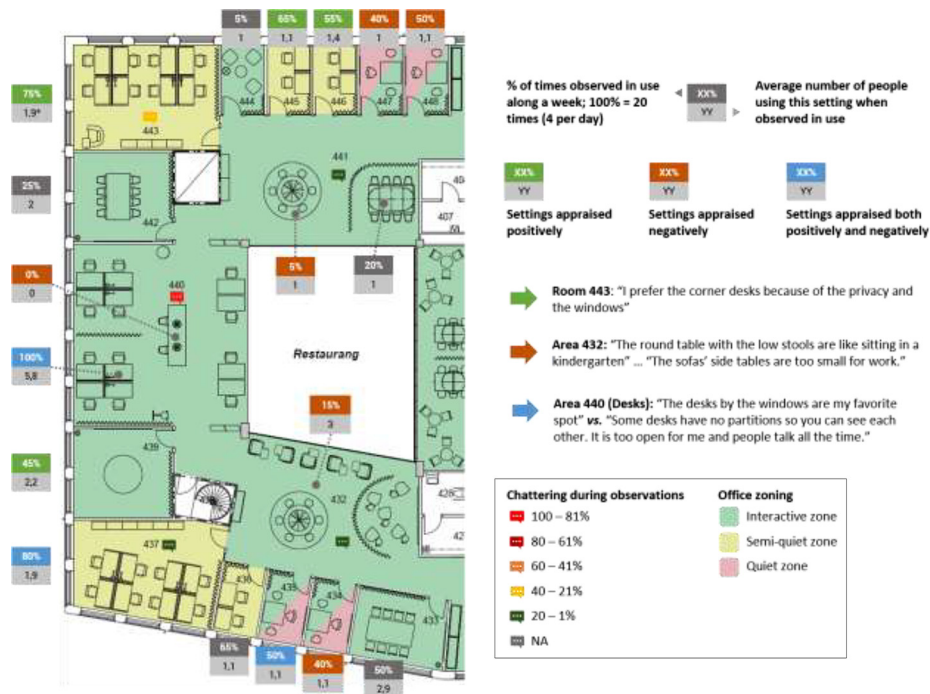 5%
1
65%
1,1
55%
1,4
40%
1
50%
1,1
75%
1,9*
25%
2
0%
0
100%
5,8
45%
2,2
80%
1,9
444
445
446
447
448
443
441
442
407
440
5%
1
20%
1
Restaurang
15%
3
439
432
437
436
435
434
433
65%
1,1
50%
1,1
40%
1,1
50%
2,9
% of times observed in use
along a week; 100% = 20
times (4 per day)
XX%
YY
Average number of people
using this setting when
observed in use
XX%
YY
Settings appraised
positively
XX%
YY
Settings appraised
negatively
XX%
YY
Settings appraised both
positively and negatively
Room 443: “I prefer the corner desks because of the privacy and
the windows”
Area 432: “The round table with the low stools are like sitting in a
kindergarten” … “The sofas’ side tables are too small for work.”
Area 440 (Desks): “The desks by the windows are my favorite
spot” vs. “Some desks have no partitions so you can see each
other. It is too open for me and people talk all the time.”
Chattering during observations
100 – 81%
80 – 61%
60 – 41%
40 – 21%
20 – 1%
NA
Office zoning
Interactive zone
Semi-quiet zone
Quiet zone